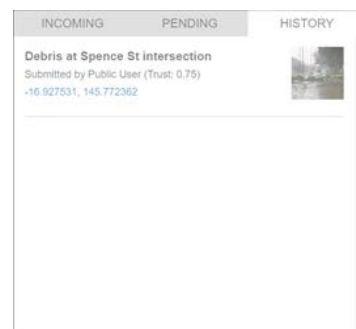 INCOMING PENDING HISTORY
Debris at Spence St intersection
Submitted by Public User (Trust: 0.75)
-16.927531, 145.772362